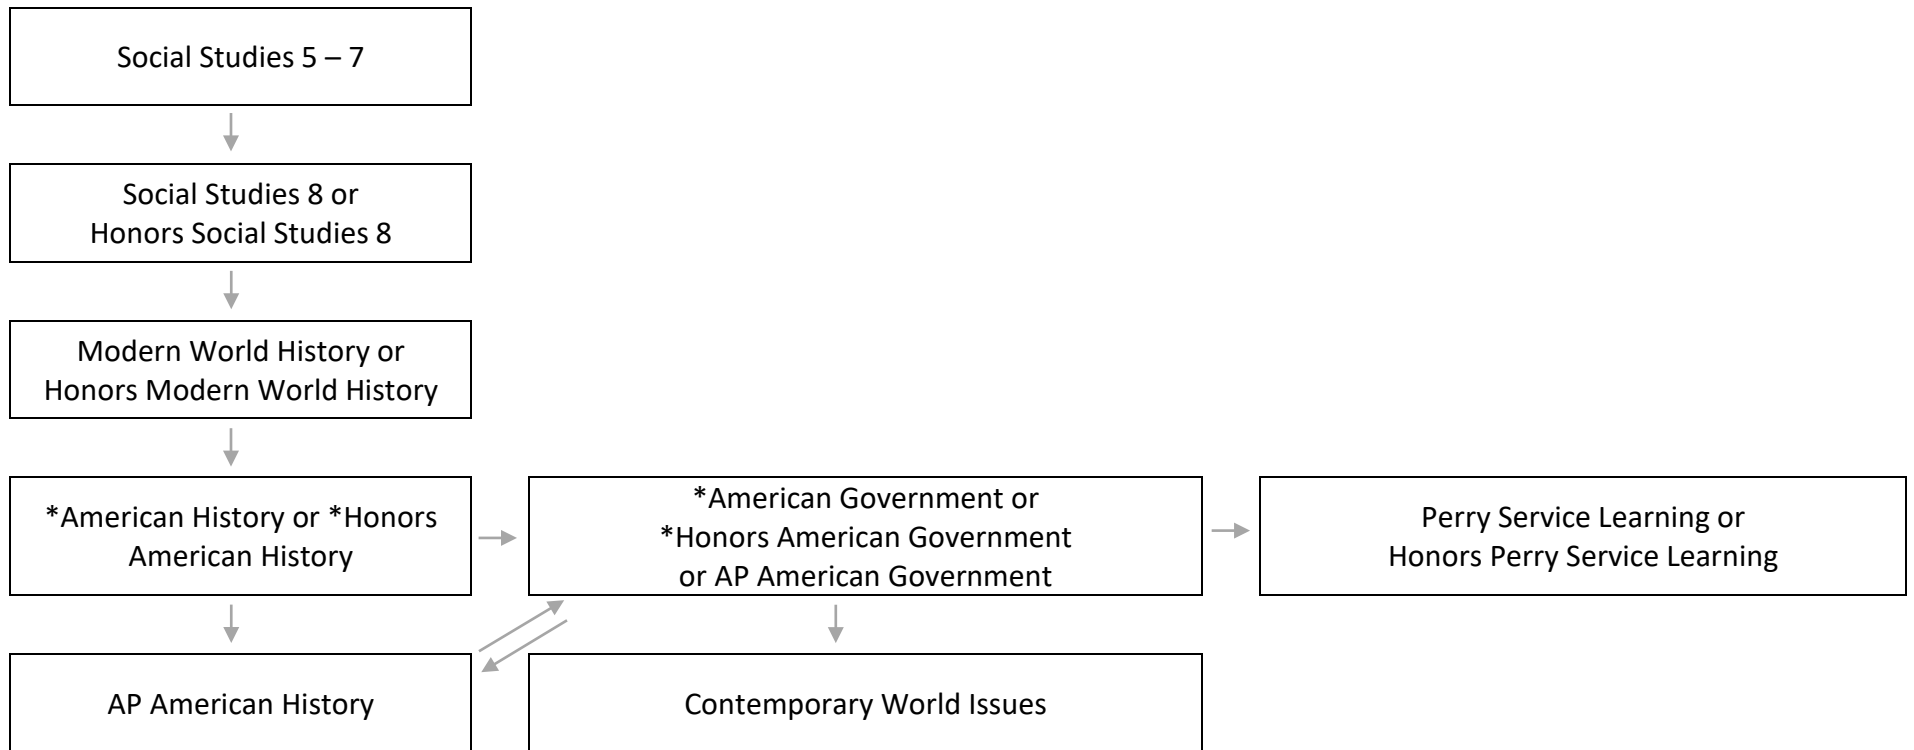 Social Studies 5 – 7
Social Studies 8 or
Honors Social Studies 8
Modern World History or
Honors Modern World History
*American History or *Honors
American History
*American Government or
*Honors American Government
or AP American Government
Perry Service Learning or
Honors Perry Service Learning
AP American History
Contemporary World Issues